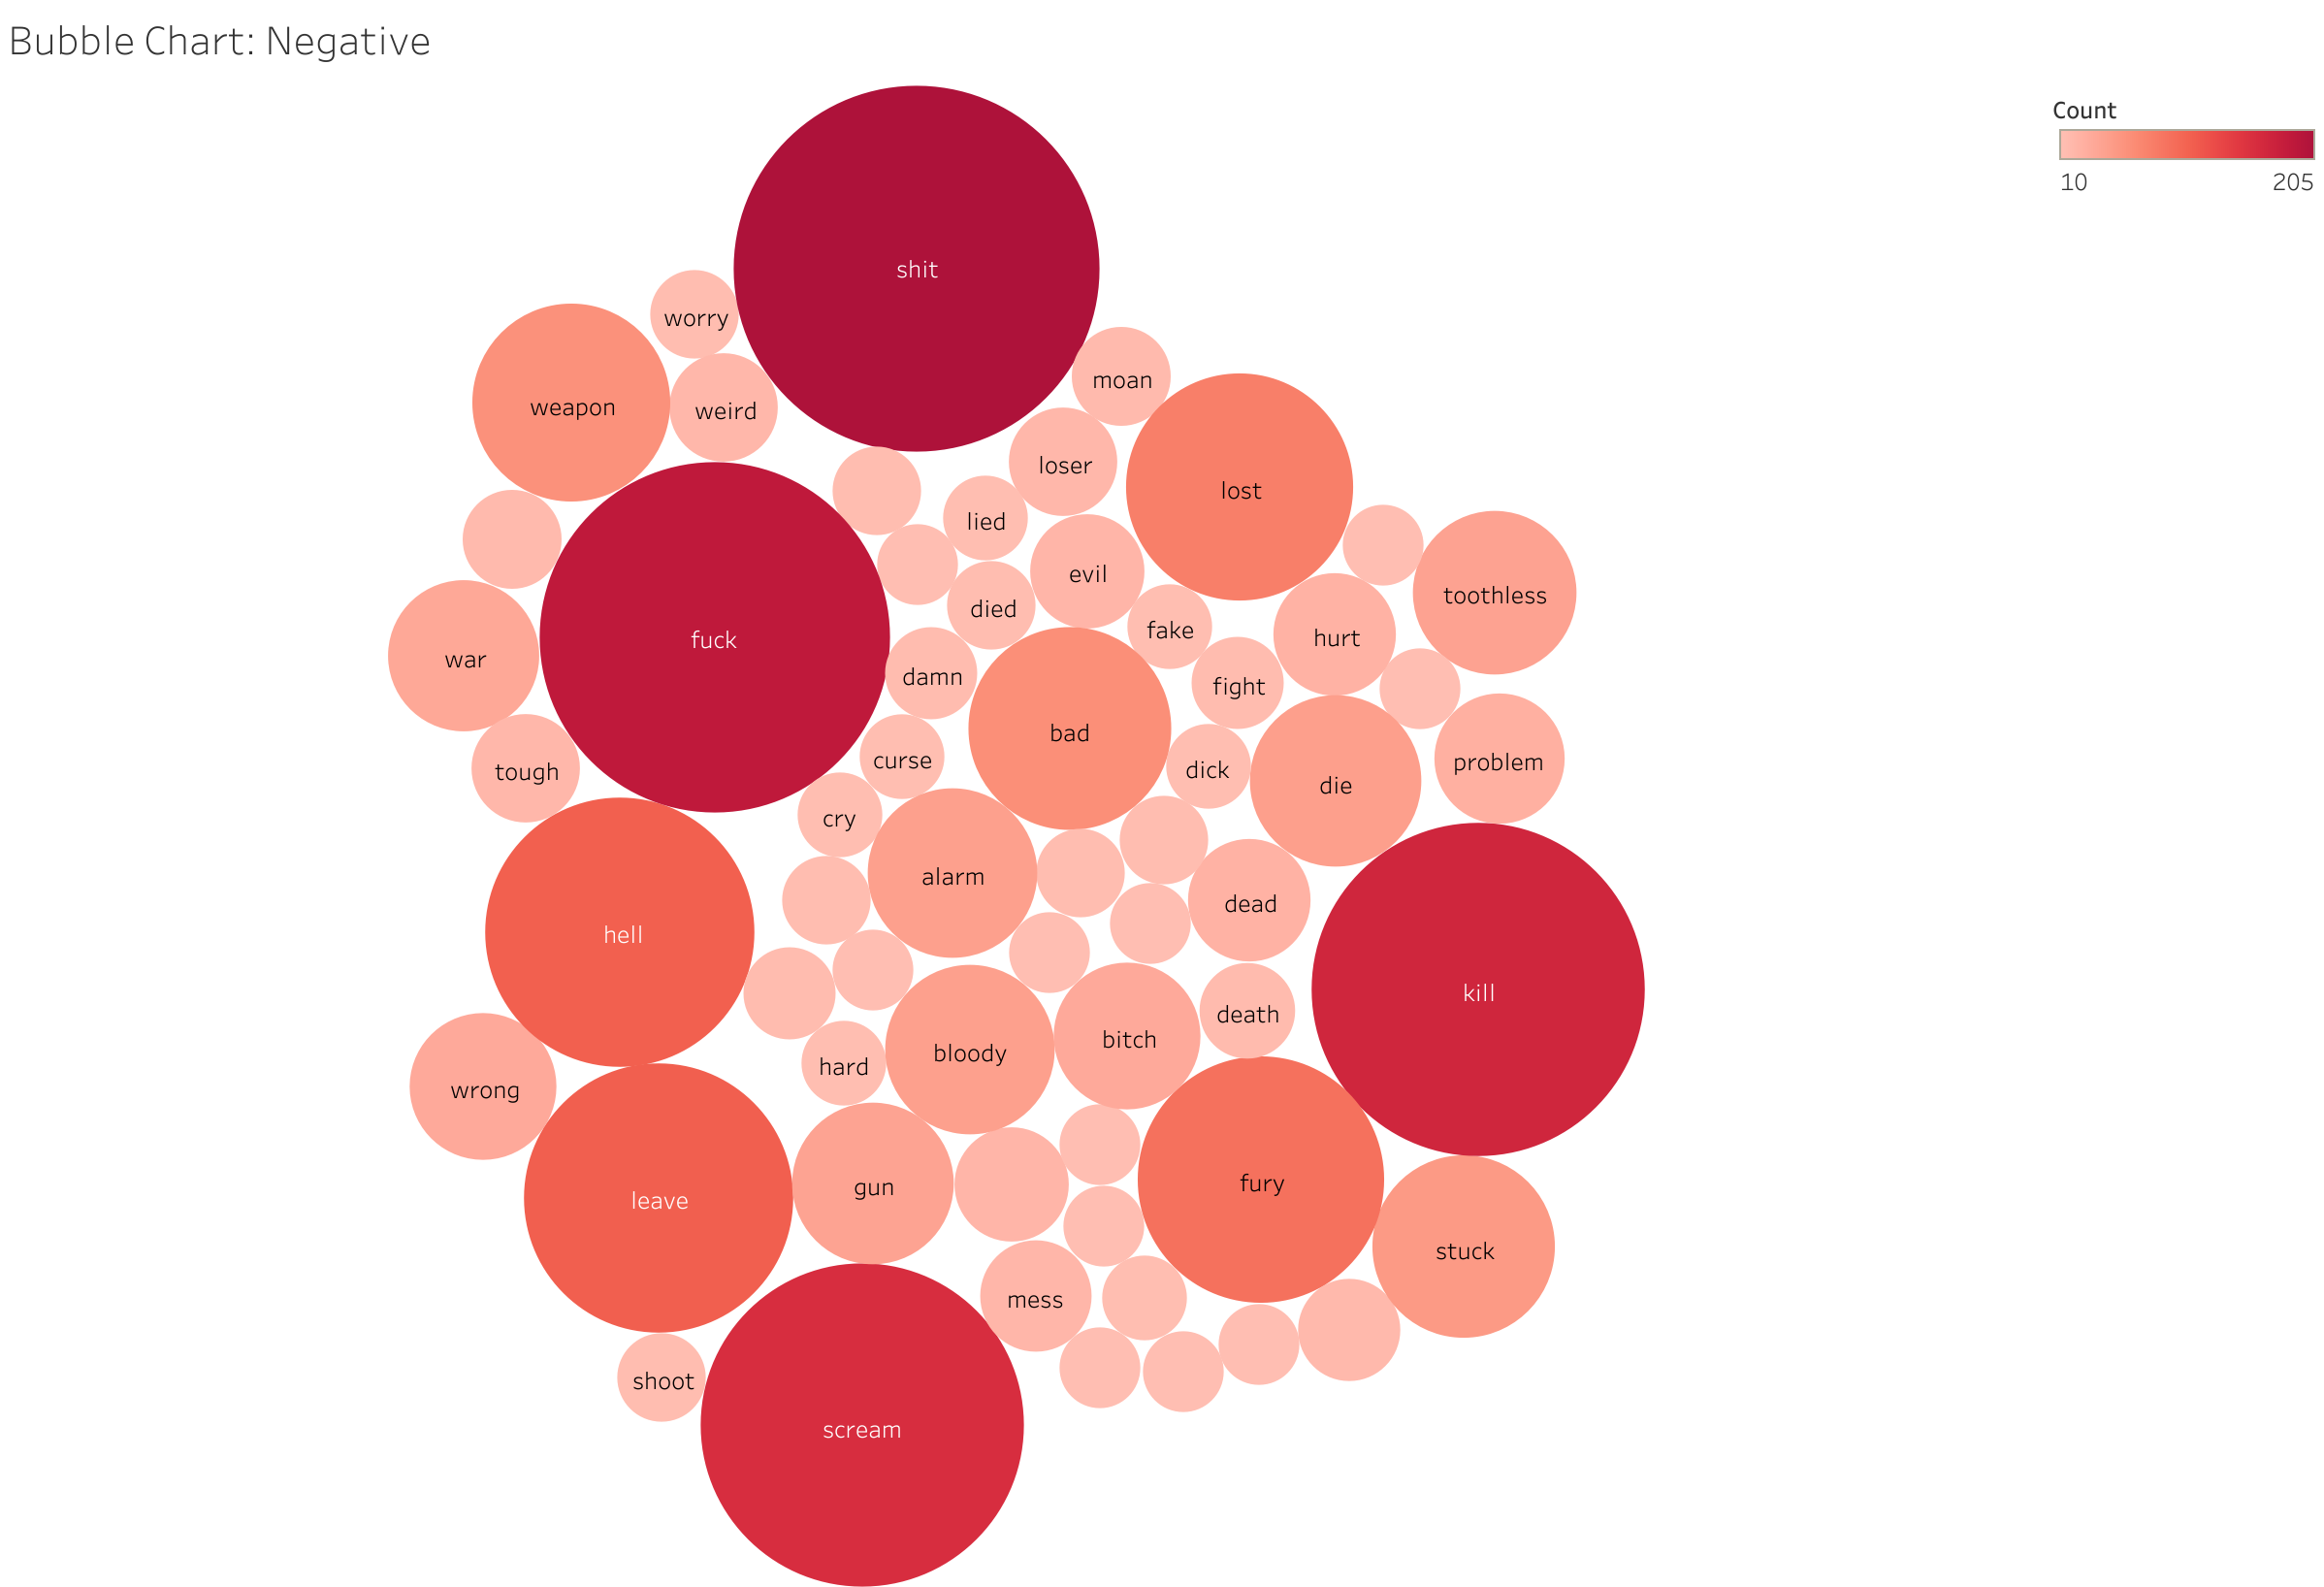 Bubble Chart: Negative
Count
10 205
shit
worry
weapon
weird
moan
loser
lost
lied
evil
toothless
died
fake
hurt
fuck
war
damn
fight
bad
curse
dick
problem
tough
die
cry
alarm
dead
hell
kill
death
bitch
bloody
hard
wrong
fury
gun
leave
stuck
mess
shoot
scream